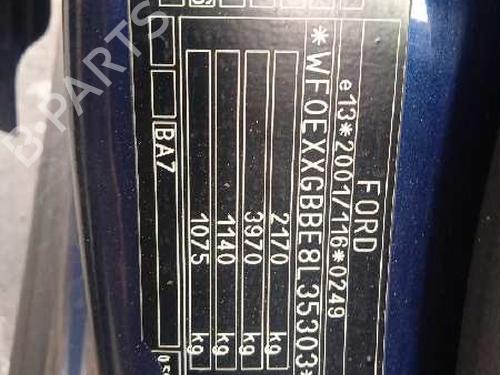 FORD
e13*2001/116*0249
*WF0EXXGBBE8L35303*
2170 kg
3970 kg
1140 kg
1075 kg
BA7
B-PARTS